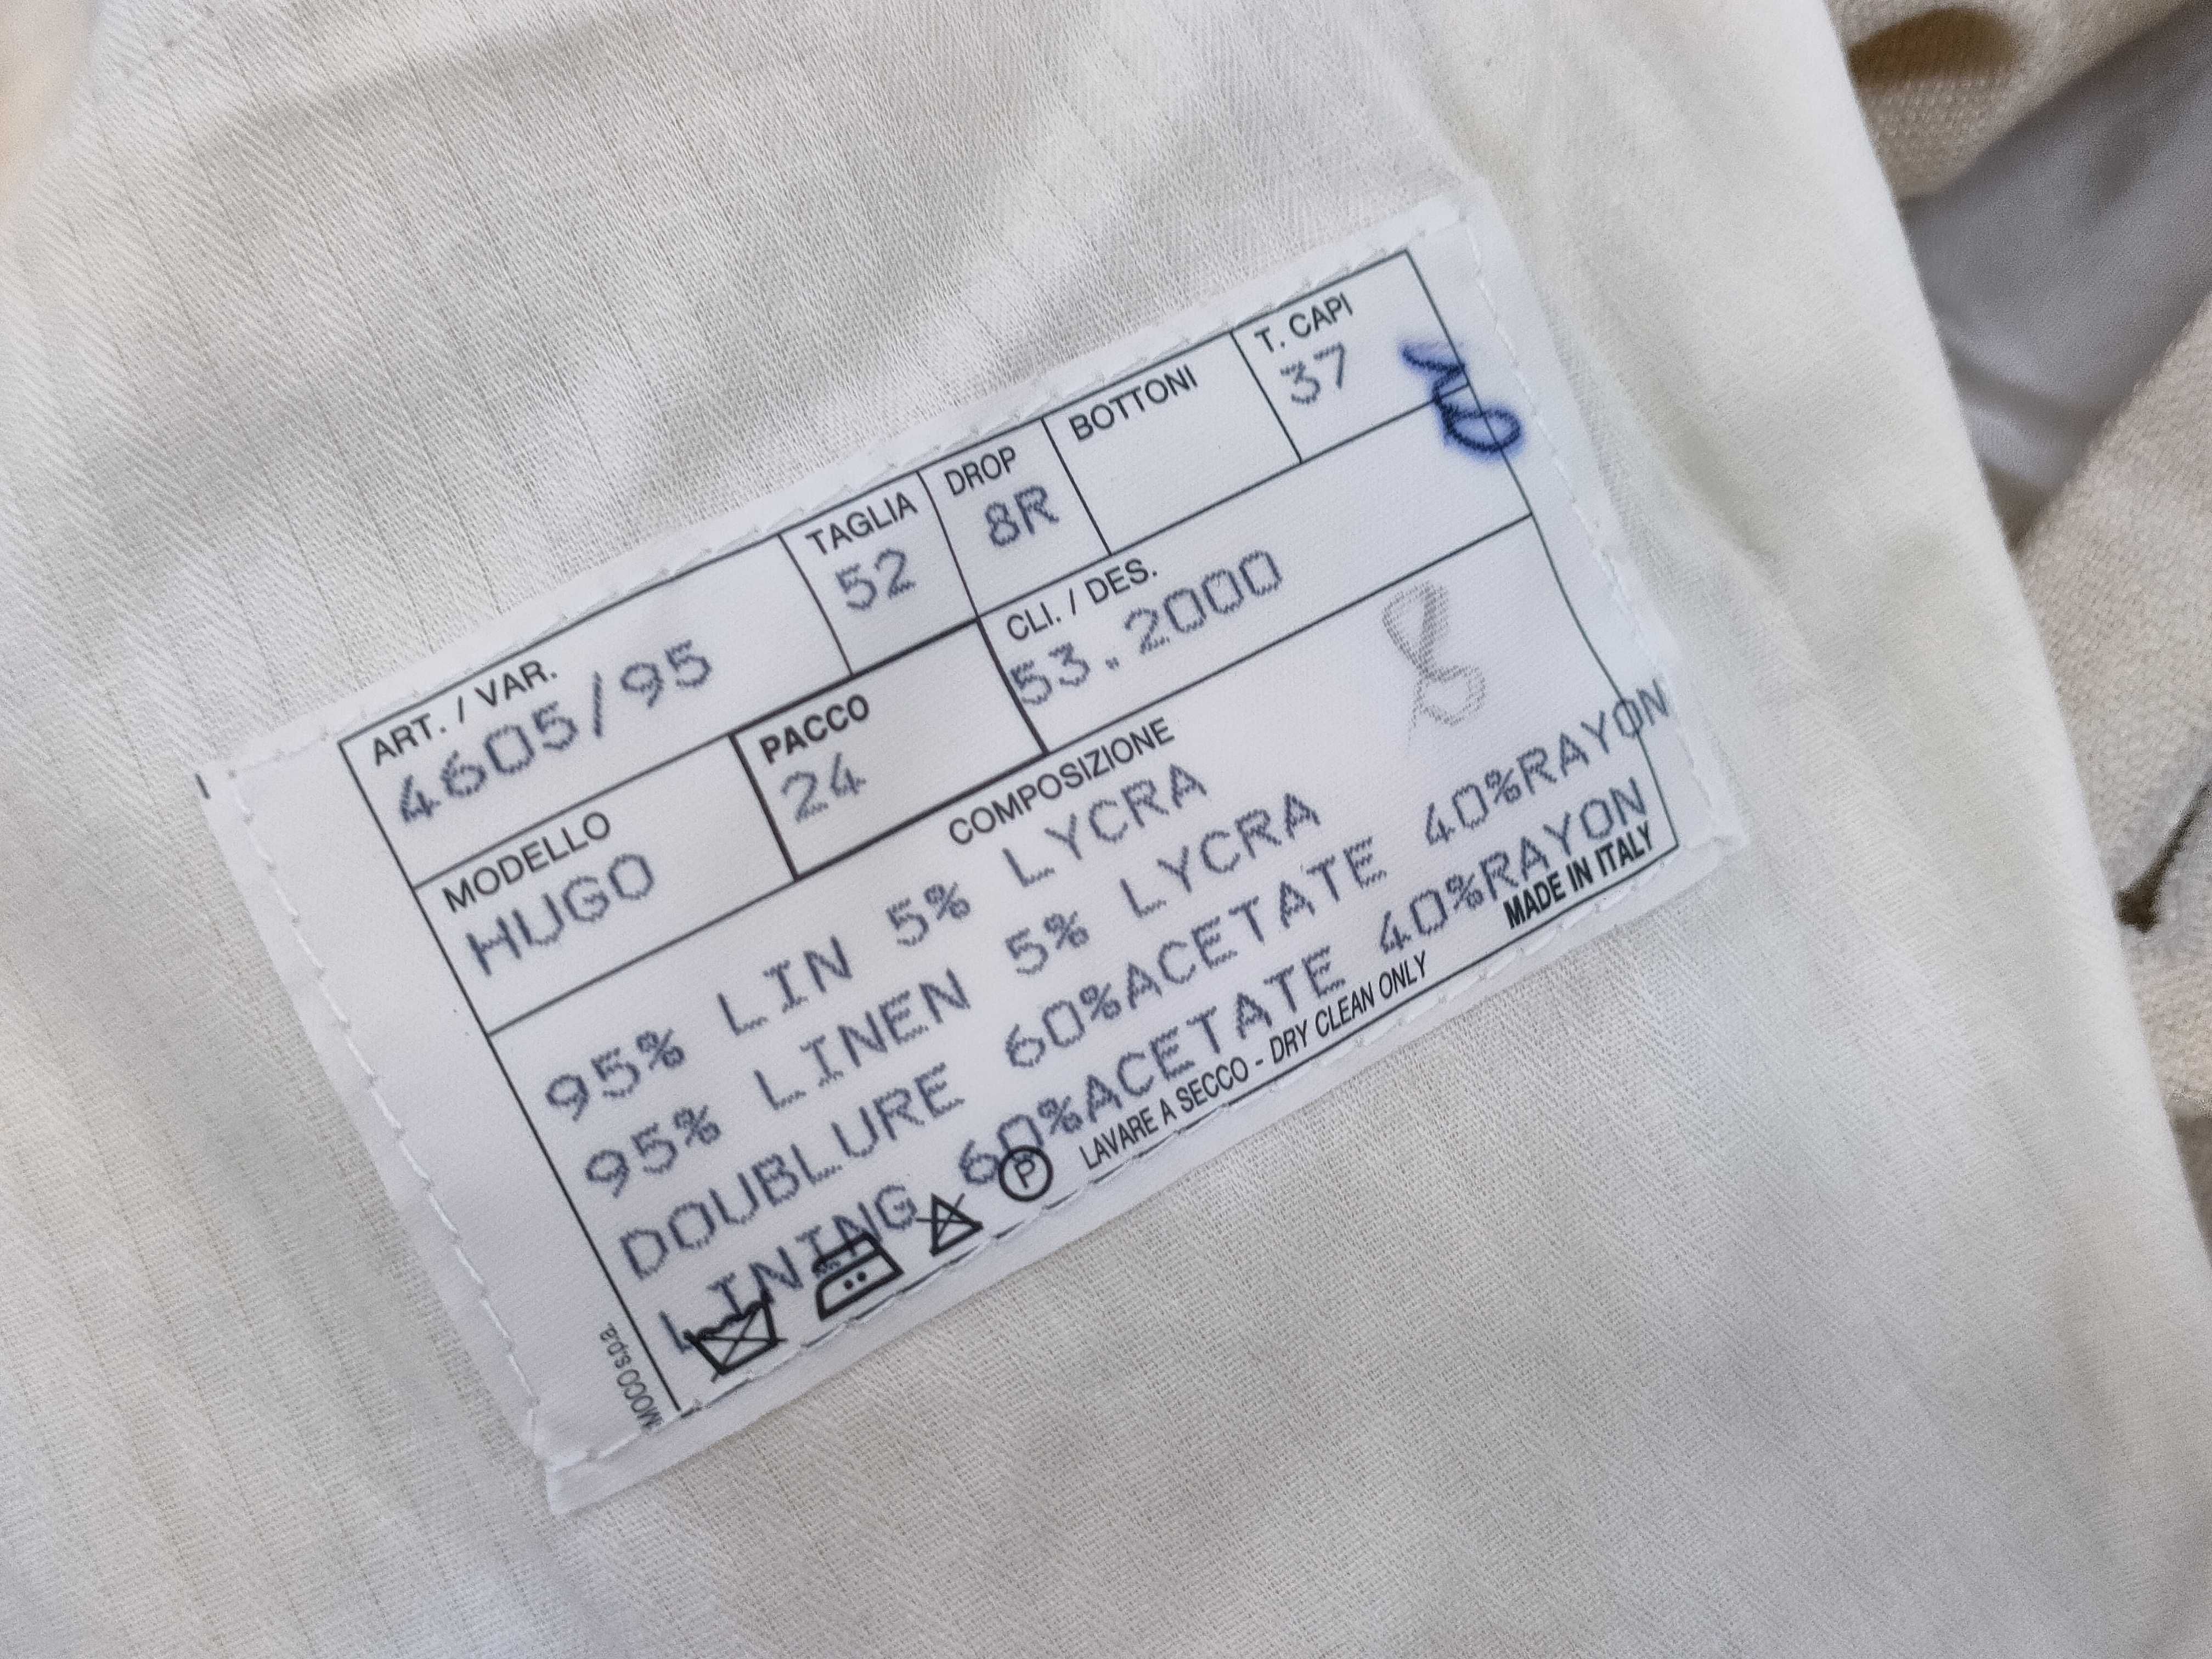 ART. / VAR. TAGLIA DROP BOTTONI T. CAPI
4605/95 52 8R 37
MODELLO PACCO CLI. / DES.
HUGO 24 53.2000
COMPOSIZIONE
8
95% LIN 5% LYCRA
95% LINEN 5% LYCRA
DOUBLURE 60%ACETATE 40%RAYON
LINING 60%ACETATE 40%RAYON
P LAVARE A SECCO - DRY CLEAN ONLY MADE IN ITALY
MOCO s.p.a.